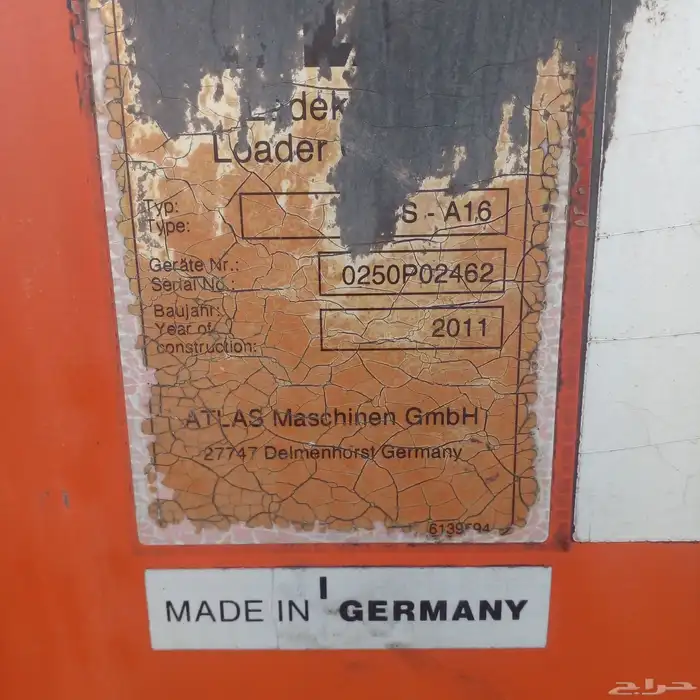 Loader
Typ:
Type:
S - A16
Geräte Nr.:
Serial No.:
0250P02462
Baujahr:
Year of
construction:
2011
ATLAS Maschinen GmbH
27747 Delmenhorst Germany
MADE IN GERMANY
حراج